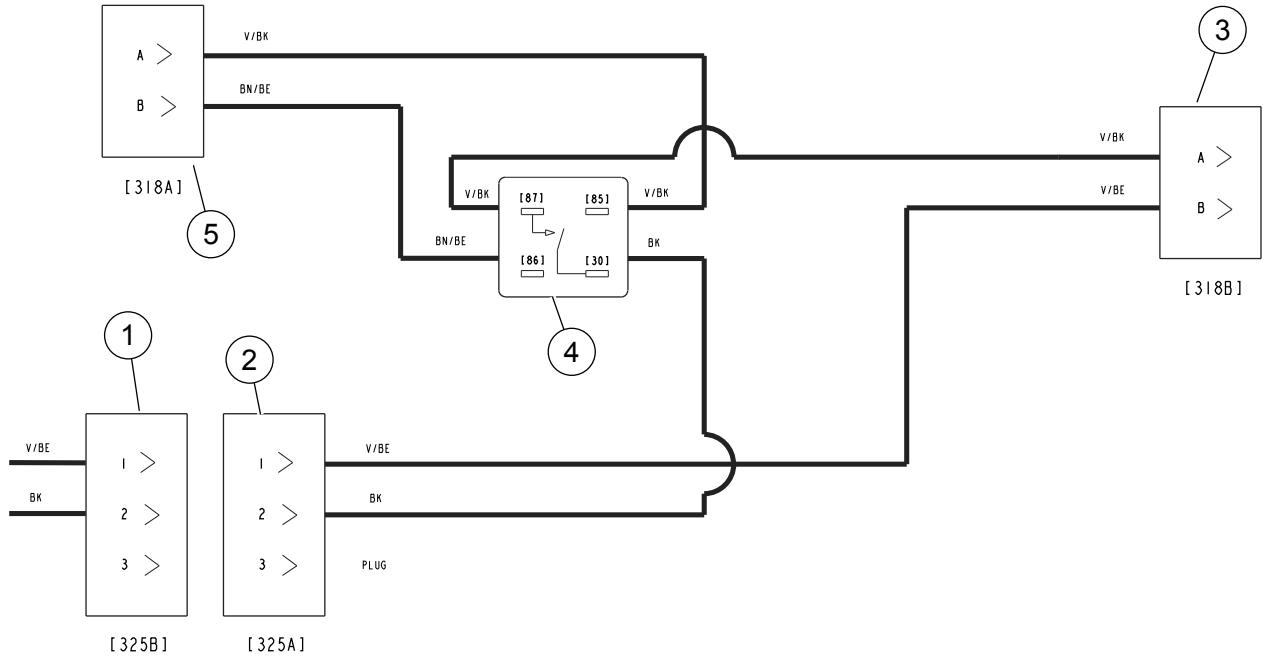 V/BK
A
BN/BE
B
[318A]
5
3
V/BK
A
V/BE
B
[318B]
V/BK
[87]
[85]
V/BK
BN/BE
[86]
[30]
BK
4
1
2
V/BE
1
BK
2
3
[325B]
1
V/BE
2
BK
3
PLUG
[325A]